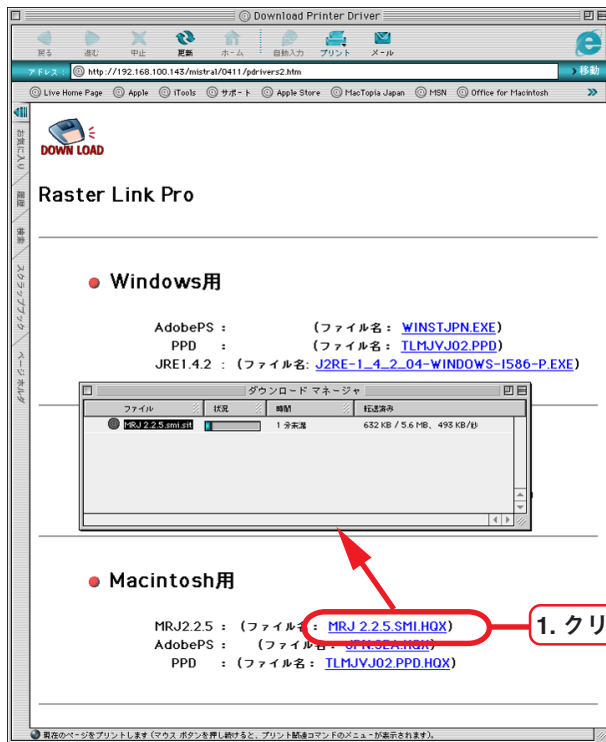 Download Printer Driver
戻る 進む 中止 更新 ホーム 自動入力 プリント メール
アドレス: http://192.168.100.143/mistral/0411/pdrivers2.htm 移動
Live Home Page Apple iTools サポート Apple Store MacTopia Japan MSN Office for Macintosh
お気に入り
履歴
検索
スクラップブック
ページ ホルダ
DOWN LOAD
Raster Link Pro
Windows用
AdobePS : (ファイル名: WINSTJPN.EXE)
PPD : (ファイル名: TLMJVJ02.PPD)
JRE1.4.2 : (ファイル名: J2RE-1_4_2_04-WINDOWS-I586-P.EXE)
ダウンロード マネージャ
ファイル 状況 時間 転送済み
MRJ 2.2.5.smi.sit 1 分未満 632 KB / 5.6 MB、493 KB/秒
Macintosh用
MRJ2.2.5 : (ファイル名: MRJ 2.2.5.SMI.HQX)
1. クリ
AdobePS : (ファイル名: JPN.SEA.HQX)
PPD : (ファイル名: TLMJVJ02.PPD.HQX)
現在のページをプリントします (マウス ボタンを押し続けると、プリント関連コマンドのメニューが表示されます)。